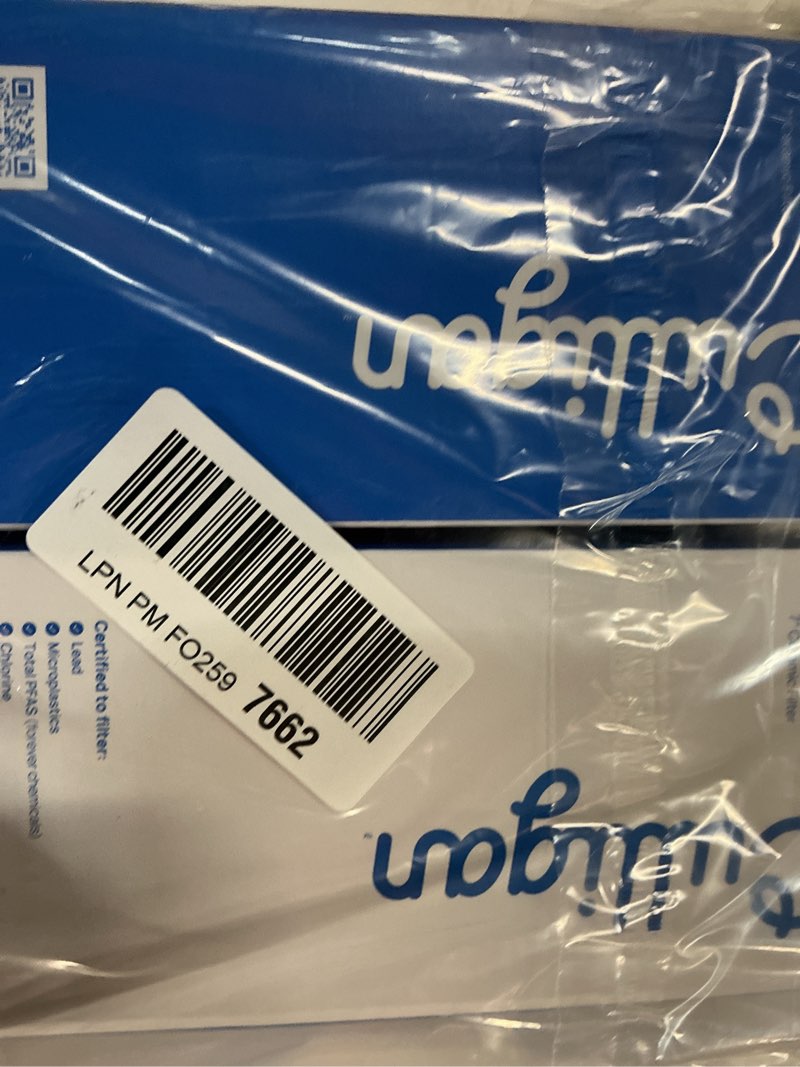 Culligan
LPN PM FO259 7662
Certified to filter:
Lead
Microplastics
Total PFAS (forever chemicals)
Chlorine
Culligan